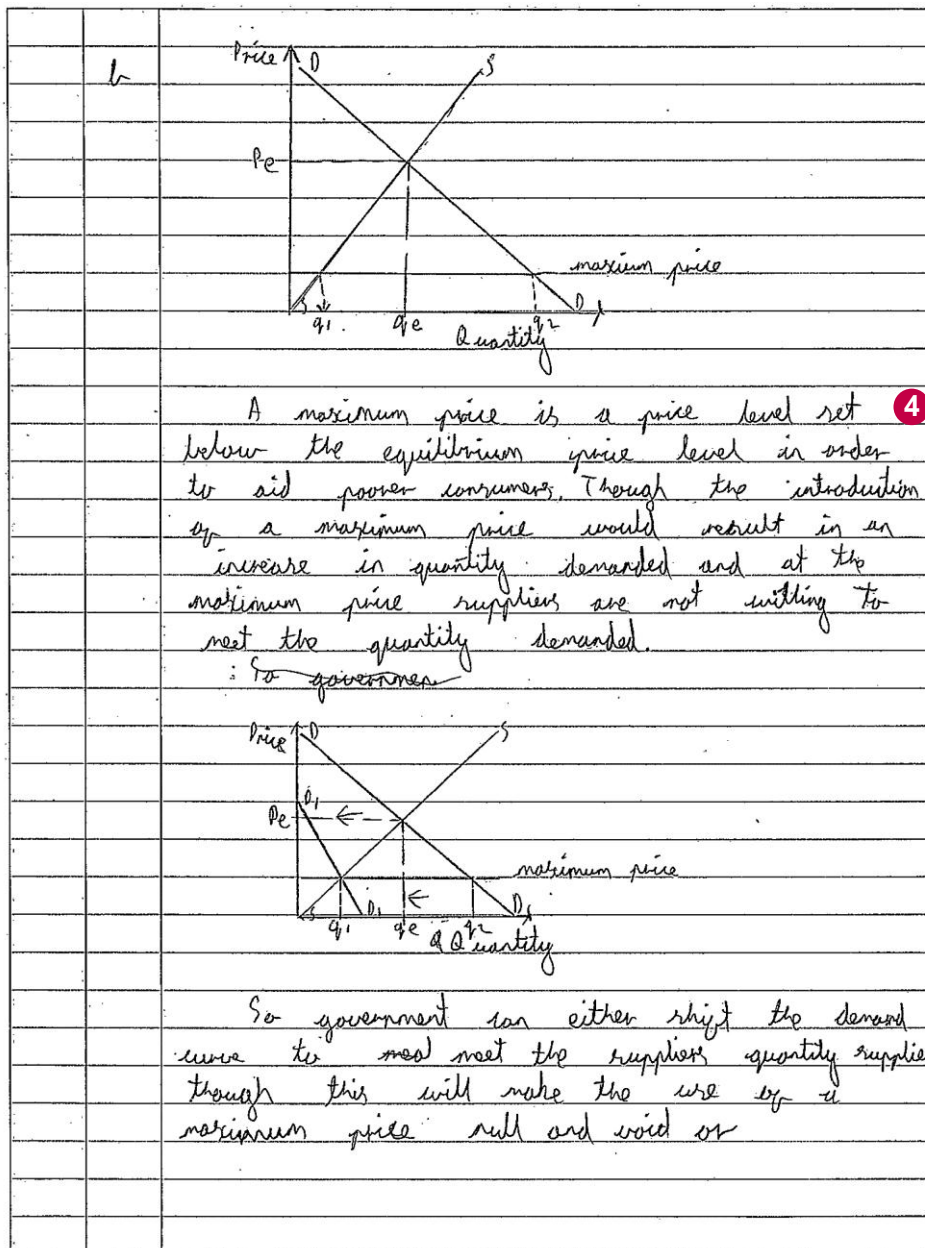 b
Price
D
S
Pe
maxium price
S
D
q1.
qe
q2
Quantity
A maximum price is a price level set 4
below the equilibrium price level in order
to aid poorer consumers. Though the introduction
of a maximum price would result in an
increase in quantity demanded and at the
maximum price suppliers are not willing to
meet the quantity demanded.
So governmen
Price
D
S
D1
Pe
maximum price
S
D1
D
q1
qe
q2
Q Quantity
So government can either shift the demand
curve to meet the suppliers quantity supplie
though this will make the use of a
maximum price null and void or